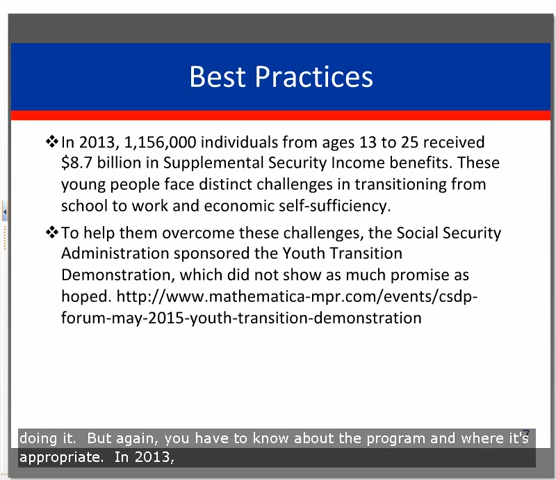 Best Practices
❖In 2013, 1,156,000 individuals from ages 13 to 25 received
$8.7 billion in Supplemental Security Income benefits. These
young people face distinct challenges in transitioning from
school to work and economic self-sufficiency.
❖To help them overcome these challenges, the Social Security
Administration sponsored the Youth Transition
Demonstration, which did not show as much promise as
hoped. http://www.mathematica-mpr.com/events/csdp-
forum-may-2015-youth-transition-demonstration
doing it.  But again, you have to know about the program and where it's
appropriate.  In 2013,